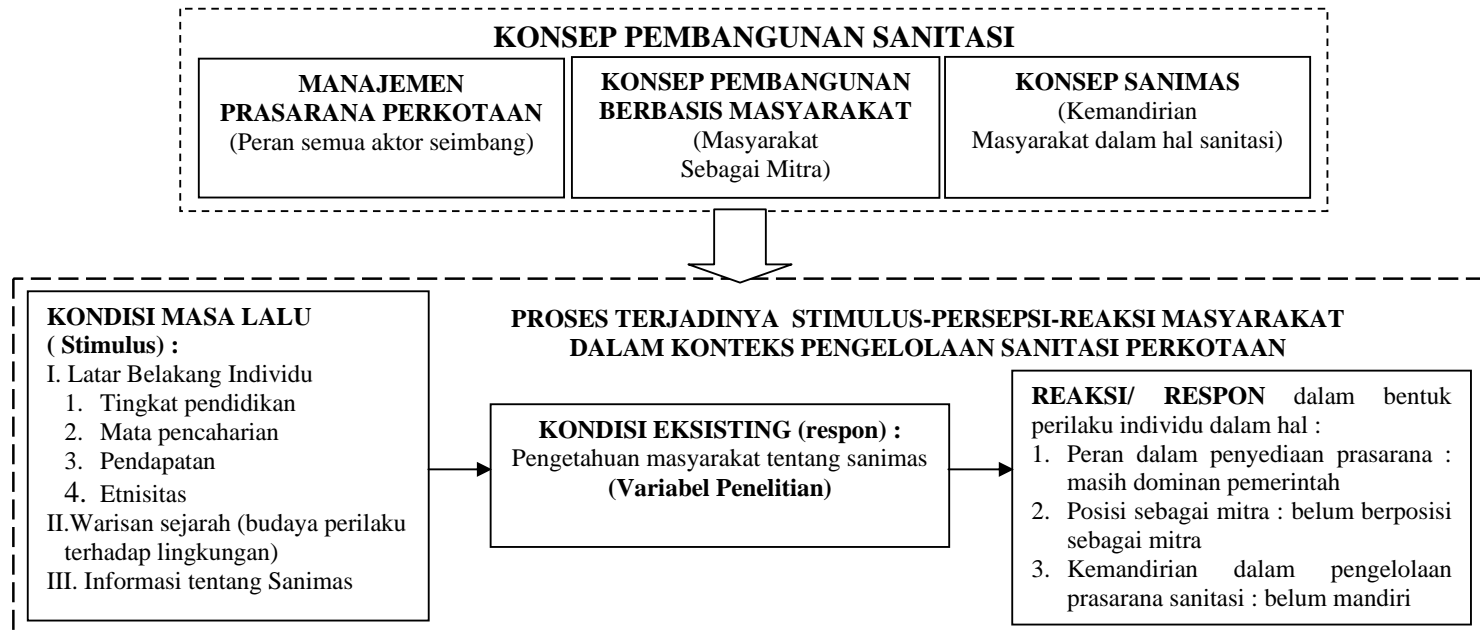 KONSEP PEMBANGUNAN SANITASI
MANAJEMEN
PRASARANA PERKOTAAN
(Peran semua aktor seimbang)
KONSEP PEMBANGUNAN
BERBASIS MASYARAKAT
(Masyarakat
Sebagai Mitra)
KONSEP SANIMAS
(Kemandirian
Masyarakat dalam hal sanitasi)
PROSES TERJADINYA STIMULUS-PERSEPSI-REAKSI MASYARAKAT
DALAM KONTEKS PENGELOLAAN SANITASI PERKOTAAN
KONDISI MASA LALU
( Stimulus) :
I. Latar Belakang Individu
1. Tingkat pendidikan
2. Mata pencaharian
3. Pendapatan
4. Etnisitas
II.Warisan sejarah (budaya perilaku
terhadap lingkungan)
III. Informasi tentang Sanimas
KONDISI EKSISTING (respon) :
Pengetahuan masyarakat tentang sanimas
(Variabel Penelitian)
REAKSI/ RESPON dalam bentuk
perilaku individu dalam hal :
1. Peran dalam penyediaan prasarana :
masih dominan pemerintah
2. Posisi sebagai mitra : belum berposisi
sebagai mitra
3. Kemandirian dalam pengelolaan
prasarana sanitasi : belum mandiri